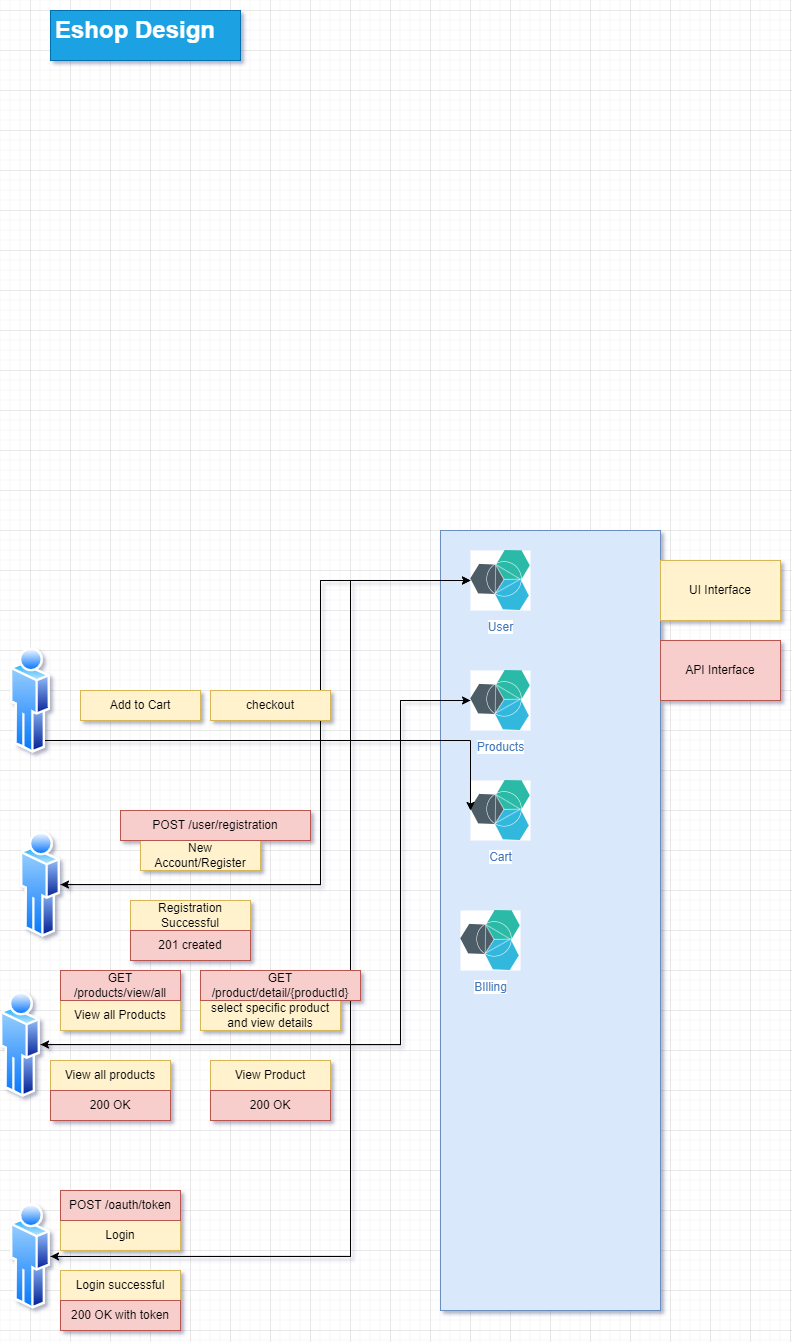 Eshop Design
UI Interface
User
API Interface
Add to Cart
checkout
Products
POST /user/registration
New
Account/Register
Cart
Registration
Successful
201 created
GET
/products/view/all
View all Products
GET
/product/detail/{productId}
select specific product
and view details
BIlling
View all products
200 OK
View Product
200 OK
POST /oauth/token
Login
Login successful
200 OK with token